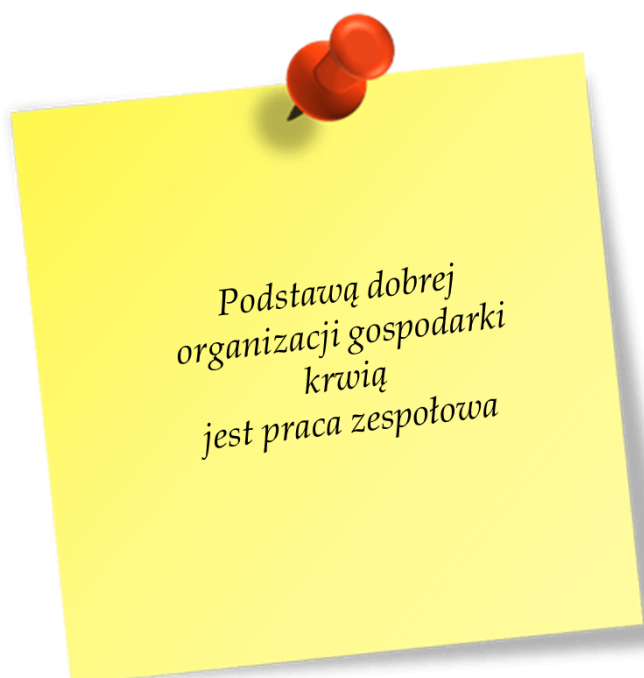 Podstawą dobrej
organizacji gospodarki
krwią
jest praca zespołowa